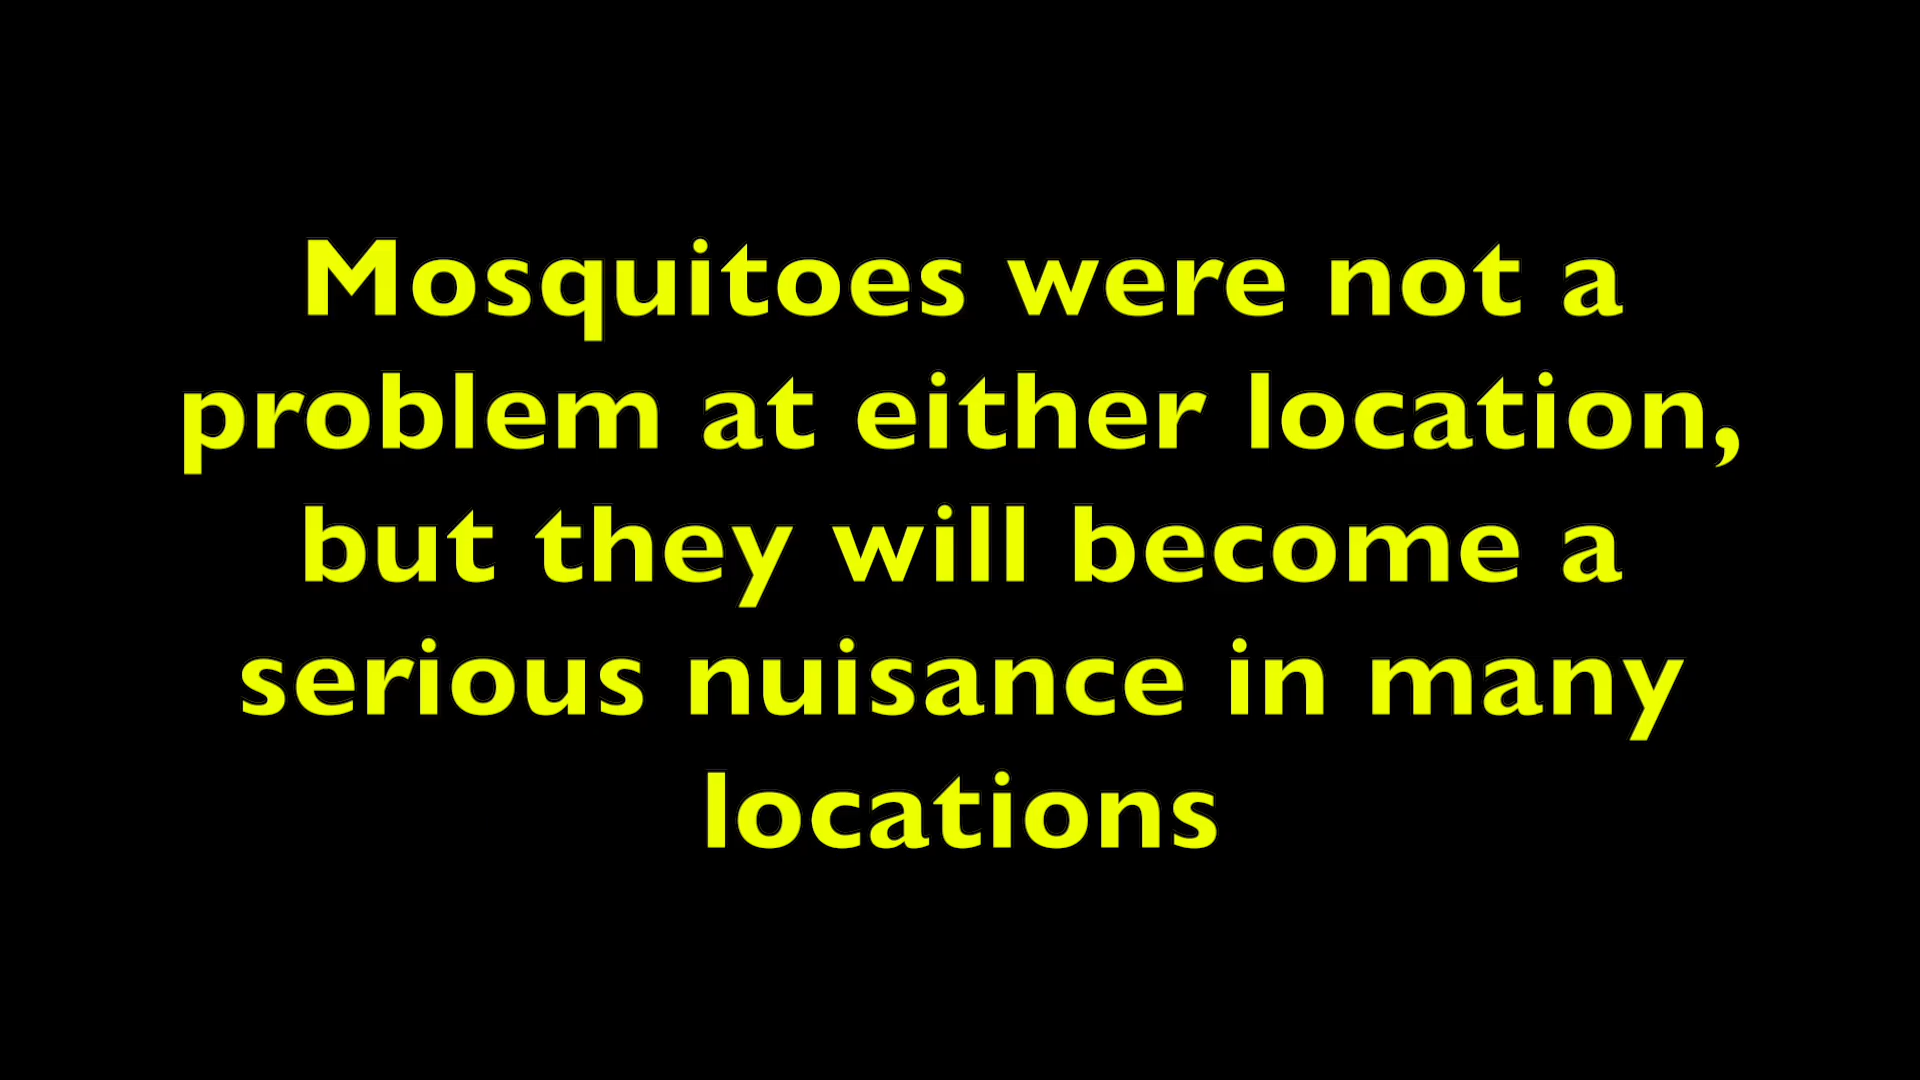 Mosquitoes were not a
problem at either location,
but they will become a
serious nuisance in many
locations